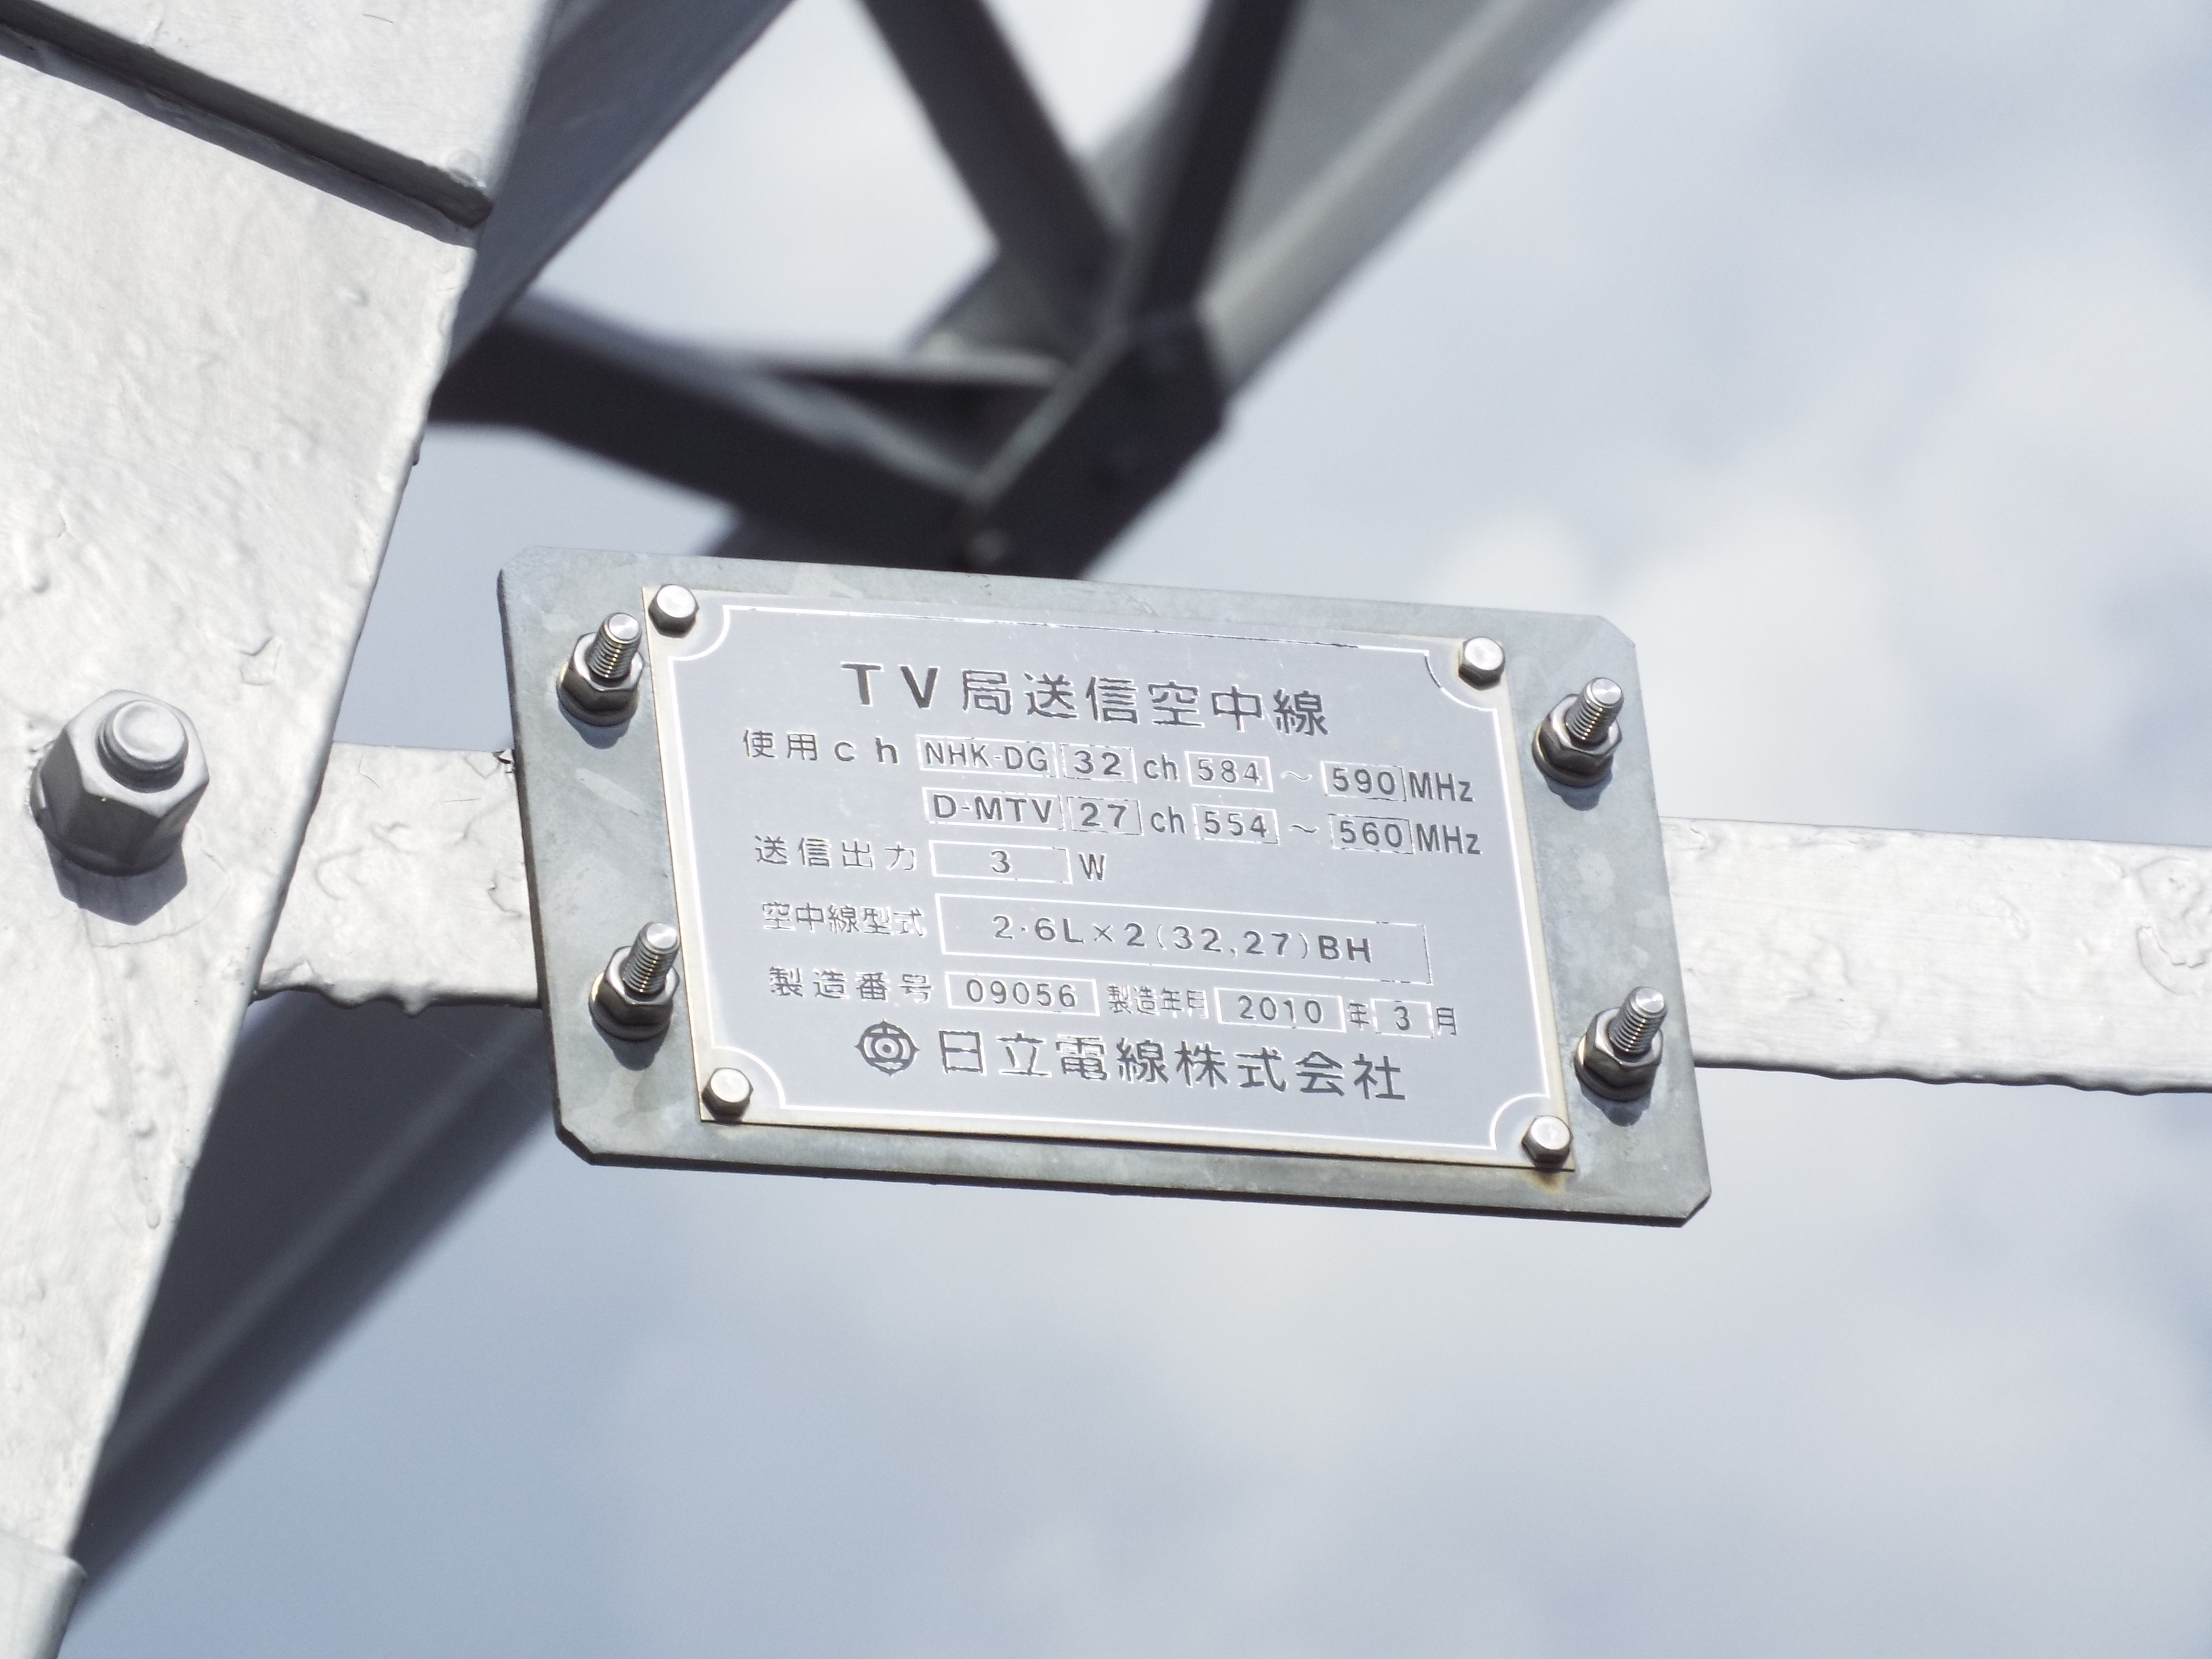 TV局送信空中線
使用ch NHK-DG 32 ch 584 ～ 590 MHz
D-MTV 27 ch 554 ～ 560 MHz
送信出力 3 W
空中線型式 2·6L×2(32,27)BH
製造番号 09056 製造年月 2010 年 3 月
日立電線株式会社